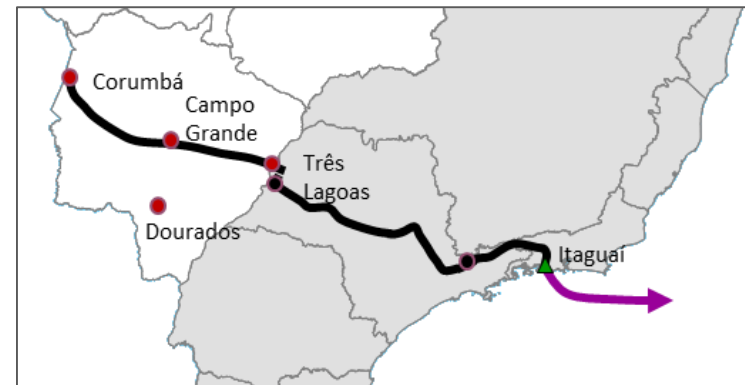 Corumbá
Campo
Grande
Três
Lagoas
Dourados
Itaguaí